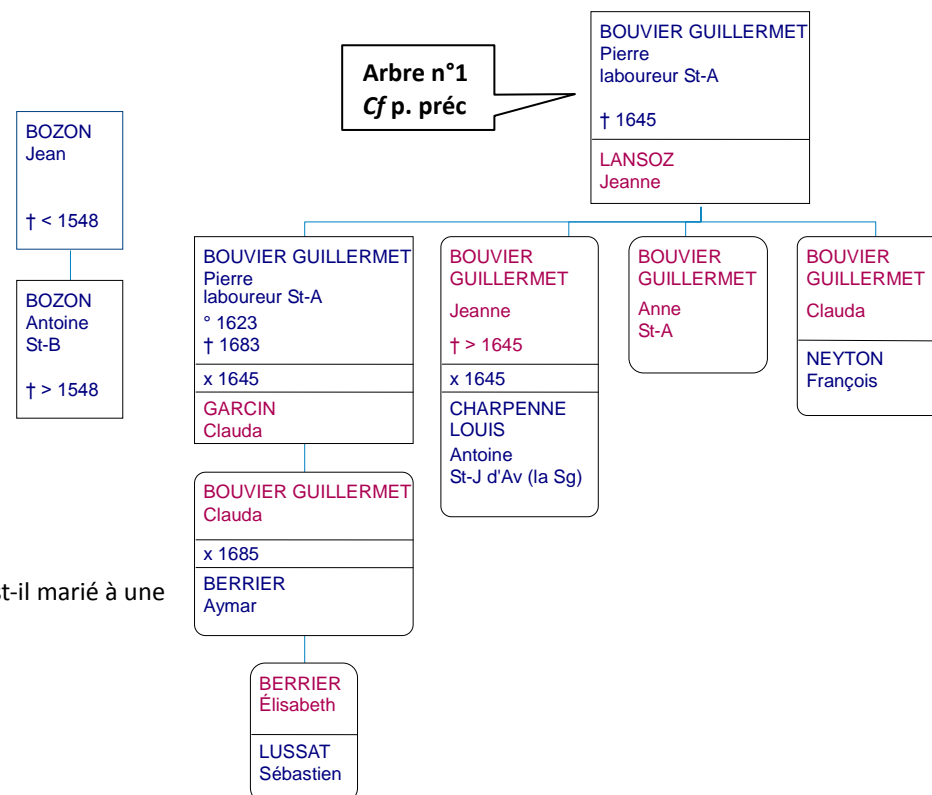 BOUVIER GUILLERMET
Pierre
laboureur St-A
† 1645
LANSOZ
Jeanne
Arbre n°1
Cf p. préc
BOZON
Jean
† < 1548
BOZON
Antoine
St-B
† > 1548
BOUVIER GUILLERMET
Pierre
laboureur St-A
° 1623
† 1683
x 1645
GARCIN
Clauda
BOUVIER
GUILLERMET
Jeanne
† > 1645
x 1645
CHARPENNE
LOUIS
Antoine
St-J d'Av (la Sg)
BOUVIER
GUILLERMET
Anne
St-A
BOUVIER
GUILLERMET
Clauda
NEYTON
François
BOUVIER GUILLERMET
Clauda
x 1685
BERRIER
Aymar
st-il marié à une
BERRIER
Élisabeth
LUSSAT
Sébastien